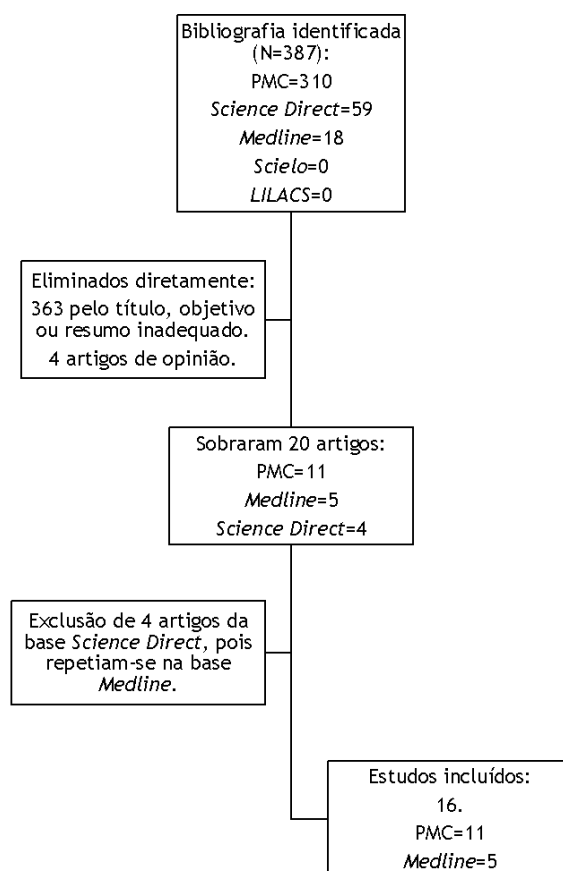 Bibliografia identificada
(N=387):
PMC=310
Science Direct=59
Medline=18
Scielo=0
LILACS=0
Eliminados diretamente:
363 pelo título, objetivo
ou resumo inadequado.
4 artigos de opinião.
Sobraram 20 artigos:
PMC=11
Medline=5
Science Direct=4
Exclusão de 4 artigos da
base Science Direct, pois
repetiam-se na base
Medline.
Estudos incluídos:
16.
PMC=11
Medline=5